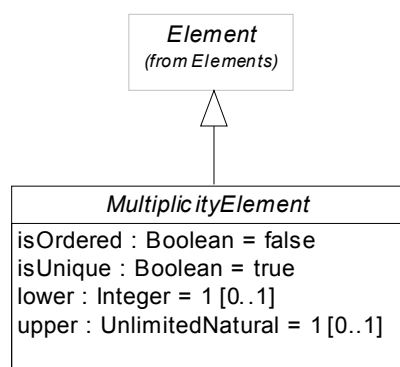 Element
(from Elements)
MultiplicityElement
isOrdered : Boolean = false
isUnique : Boolean = true
lower : Integer = 1 [0..1]
upper : UnlimitedNatural = 1 [0..1]